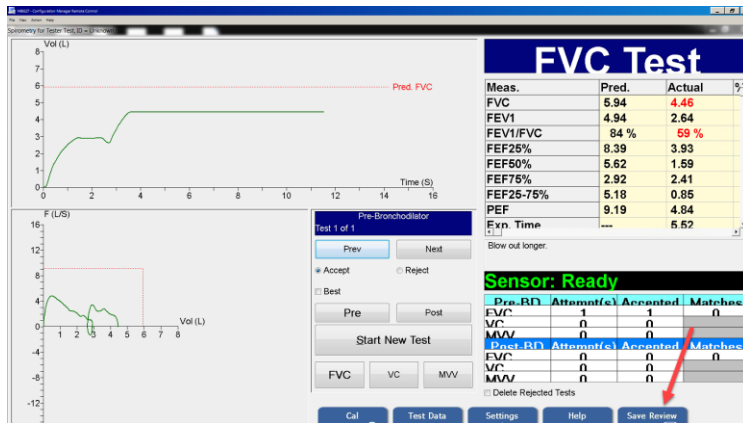 HIB627 - Configuration Manager Remote Control
File View Action Help
Spirometry for Tester Test, ID = Unknown
Vol (L)
8
7
6
5
4
3
2
1
0
Pred. FVC
Time (S)
0 2 4 6 8 10 12 14 16
F (L/S)
16
12
8
4
0
-4
-8
-12
Vol (L)
1 2 3 4 5 6 7 8
Pre-Bronchodilator
Test 1 of 1
Prev Next
Accept Reject
Best
Pre Post
Start New Test
FVC VC MVV
FVC Test
Meas. Pred. Actual %
FVC 5.94 4.46
FEV1 4.94 2.64
FEV1/FVC 84 % 59 %
FEF25% 8.39 3.93
FEF50% 5.62 1.59
FEF75% 2.92 2.41
FEF25-75% 5.18 0.85
PEF 9.19 4.84
Exp. Time --- 5.52
Blow out longer.
Sensor: Ready
Pre-BD Attempt(s) Accepted Matches
FVC 1 1 0
VC 0 0
MVV 0 0
Post-BD Attempt(s) Accepted Matches
FVC 0 0 0
VC 0 0
MVV 0 0
Delete Rejected Tests
Cal Test Data Settings Help Save Review